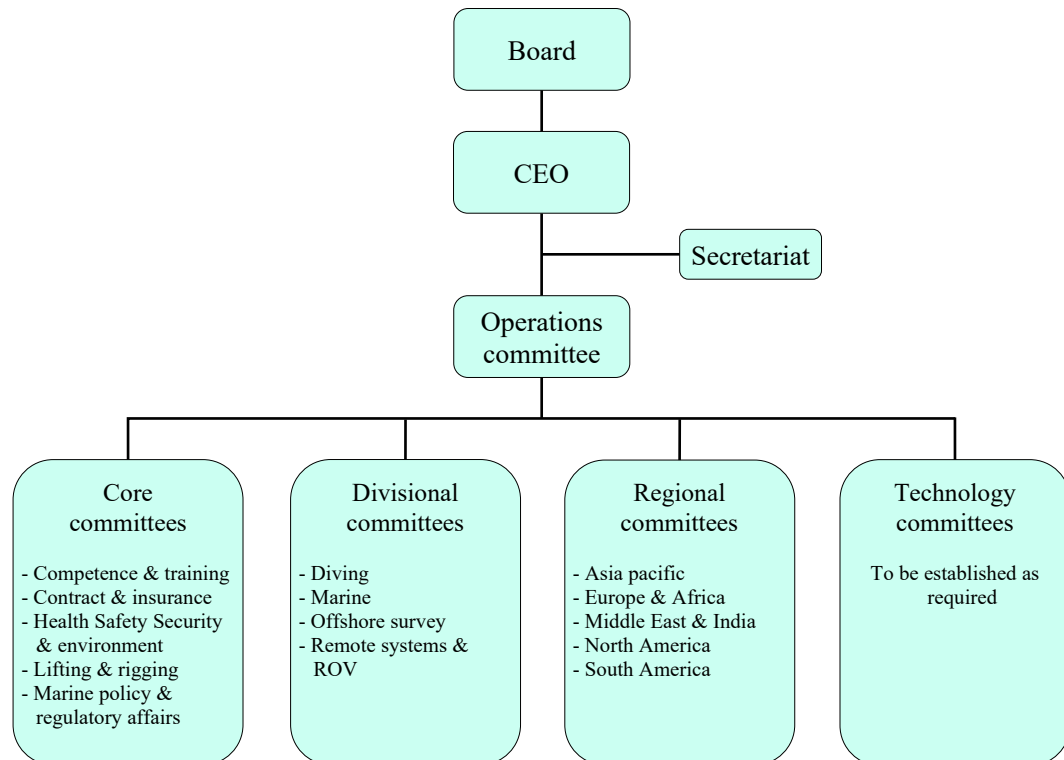 Board
CEO
Secretariat
Operations
committee
Core
committees
- Competence & training
- Contract & insurance
- Health Safety Security
& environment
- Lifting & rigging
- Marine policy &
regulatory affairs
Divisional
committees
- Diving
- Marine
- Offshore survey
- Remote systems &
ROV
Regional
committees
- Asia pacific
- Europe & Africa
- Middle East & India
- North America
- South America
Technology
committees
To be established as
required